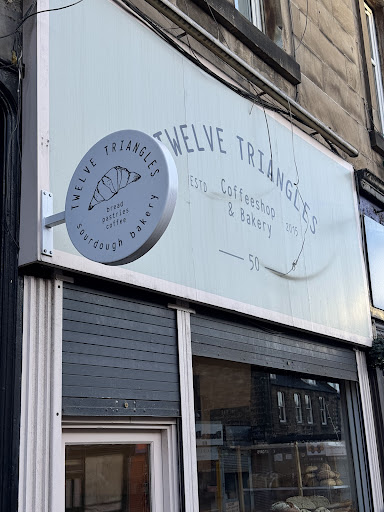 TWELVE TRIANGLES
bread
pastries
coffee
sourdough bakery
TWELVE TRIANGLES
ESTD Coffeeshop 2015
& Bakery
50